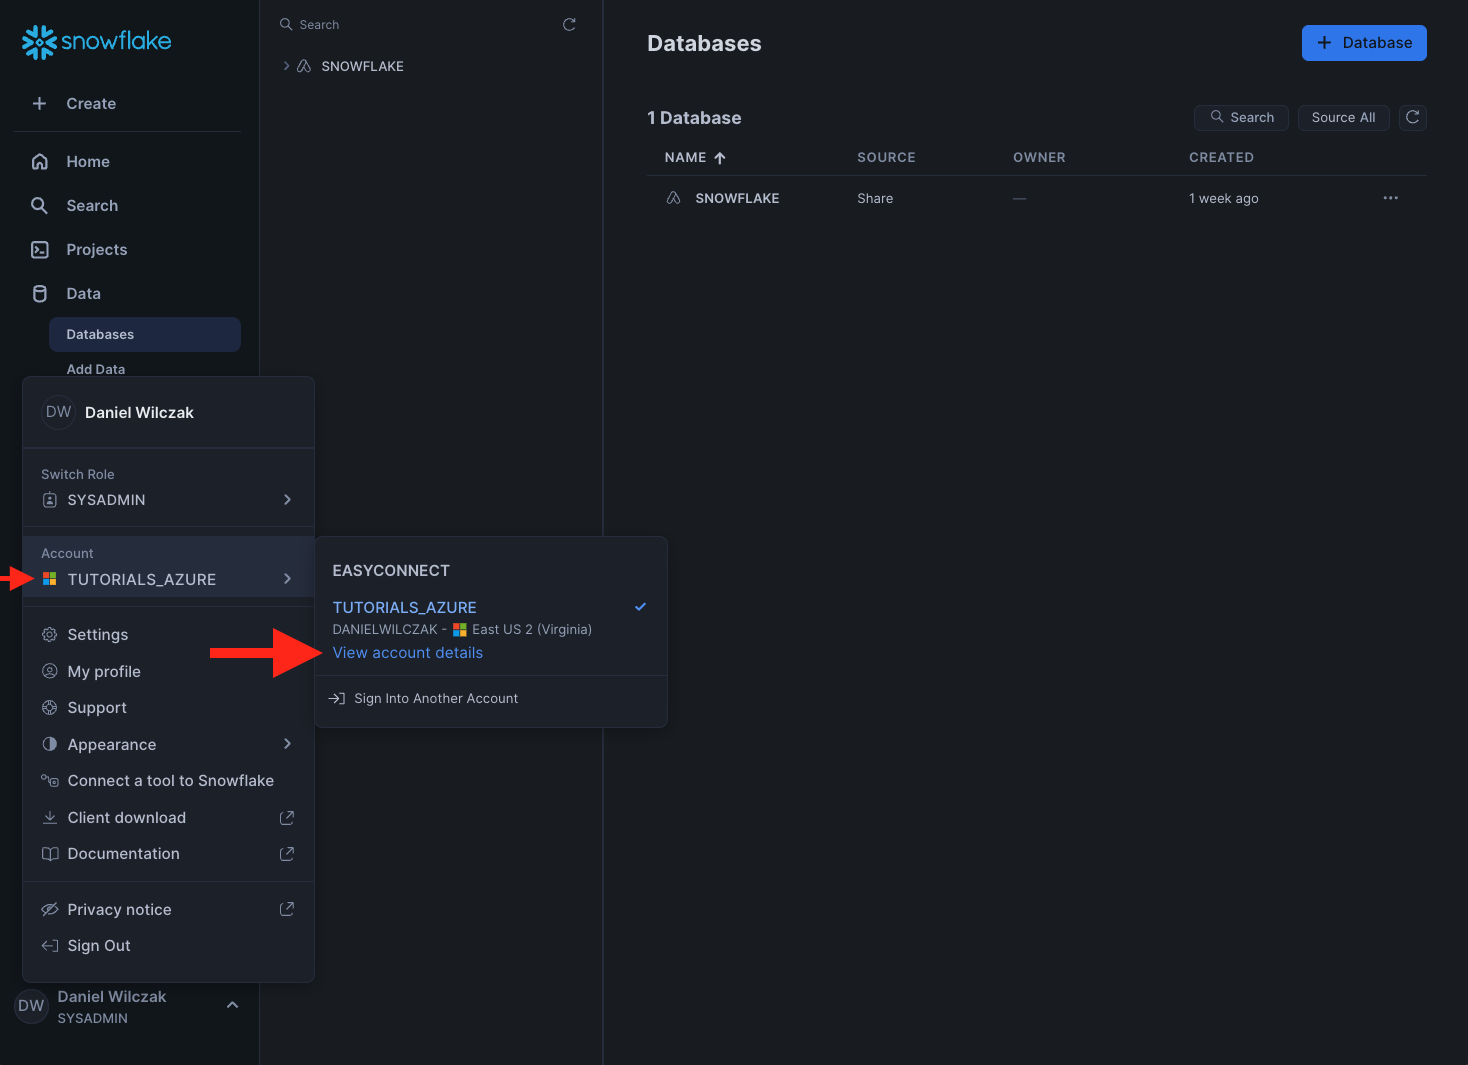 snowflake
Create
Home
Search
Projects
Data
Databases
Add Data
DW Daniel Wilczak
Switch Role
SYSADMIN
Account
TUTORIALS_AZURE
Settings
My profile
Support
Appearance
Connect a tool to Snowflake
Client download
Documentation
Privacy notice
Sign Out
DW Daniel Wilczak
SYSADMIN
EASYCONNECT
TUTORIALS_AZURE
DANIELWILCZAK - East US 2 (Virginia)
View account details
Sign Into Another Account
Search
SNOWFLAKE
Databases
+ Database
1 Database
Search Source All
NAME SOURCE OWNER CREATED
SNOWFLAKE Share — 1 week ago ...